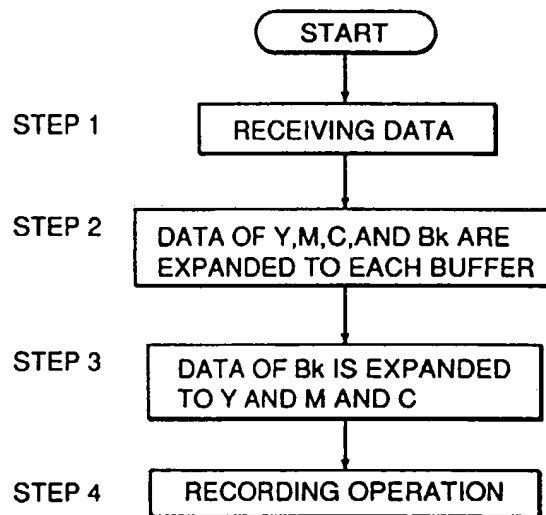 START
STEP 1
RECEIVING DATA
STEP 2
DATA OF Y,M,C,AND Bk ARE
EXPANDED TO EACH BUFFER
STEP 3
DATA OF Bk IS EXPANDED
TO Y AND M AND C
STEP 4
RECORDING OPERATION